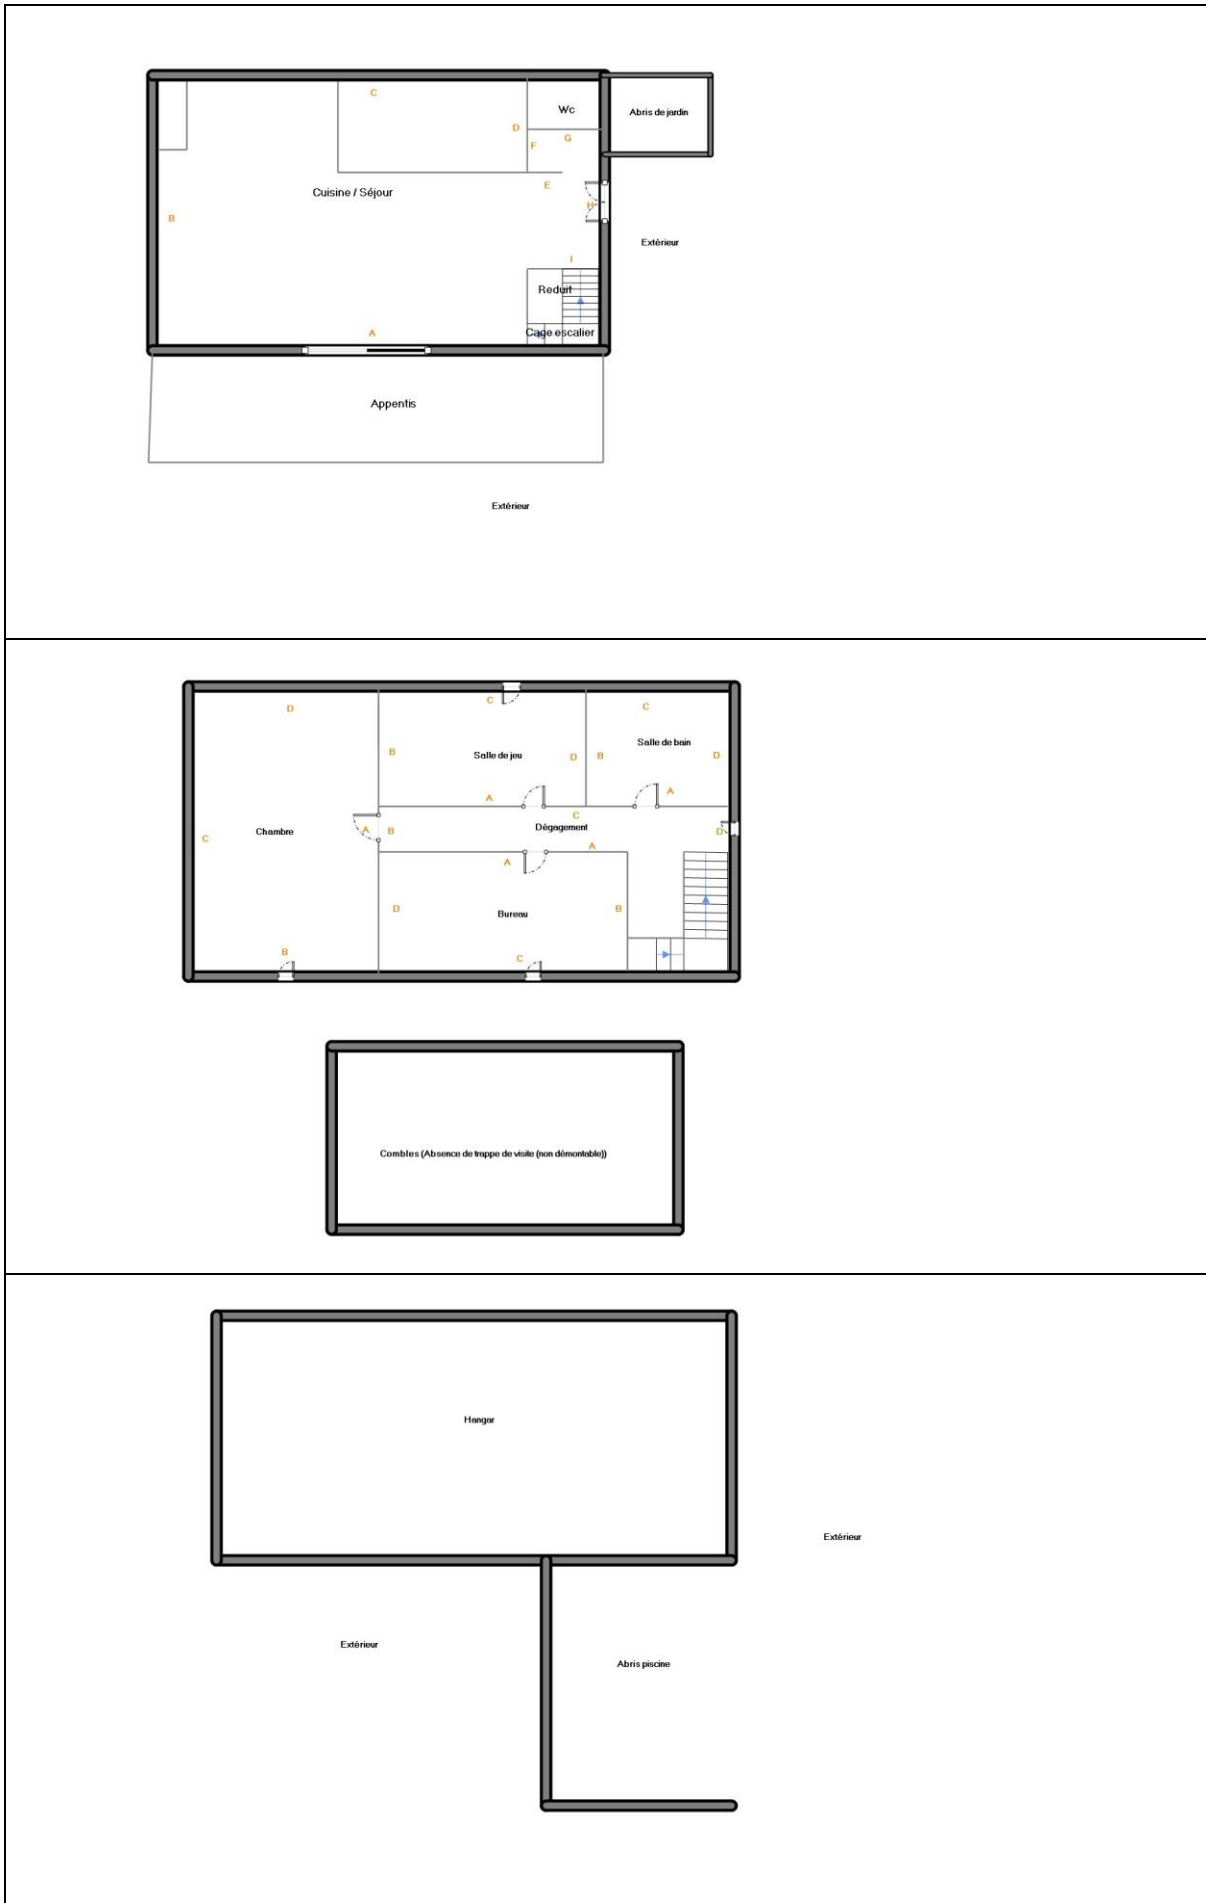 C
Wc
Abris de jardin
D
G
F
E
Cuisine / Séjour
H
B
Extérieur
I
Reduit
A
Cage escalier
Appentis
Extérieur
C
D
C
B
Salle de jeu
D
B
Salle de bain
D
A
A
C
Chambre
A
B
Dégagement
D
C
A
A
D
Bureau
B
B
C
Combles (Absence de trappe de visite (non démontable))
Hangar
Extérieur
Extérieur
Abris piscine